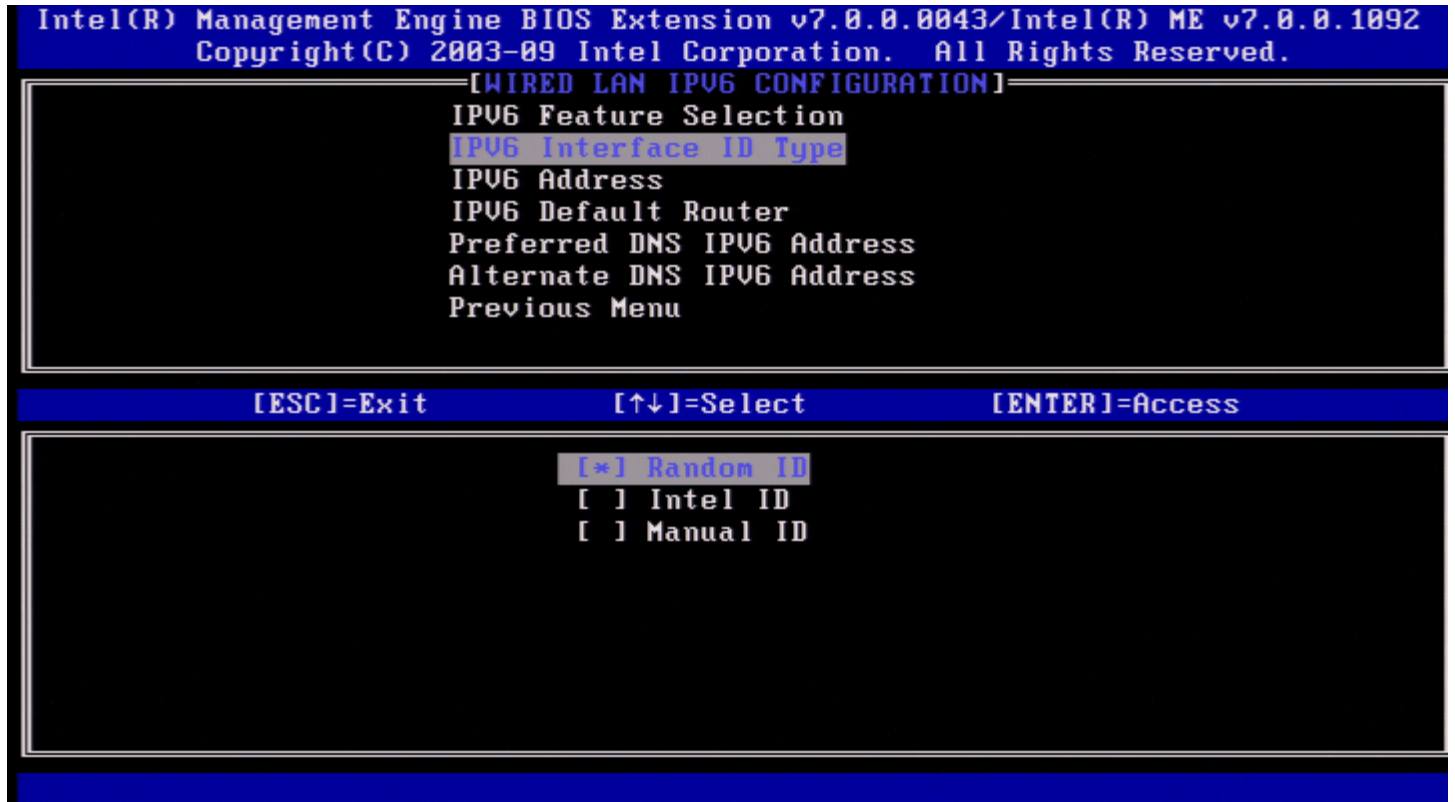 Intel(R) Management Engine BIOS Extension v7.0.0.0043/Intel(R) ME v7.0.0.1092
Copyright(C) 2003-09 Intel Corporation. All Rights Reserved.
[WIRED LAN IPV6 CONFIGURATION]
IPV6 Feature Selection
IPV6 Interface ID Type
IPV6 Address
IPV6 Default Router
Preferred DNS IPV6 Address
Alternate DNS IPV6 Address
Previous Menu
[ESC]=Exit [↑↓]=Select [ENTER]=Access
[*] Random ID
[ ] Intel ID
[ ] Manual ID